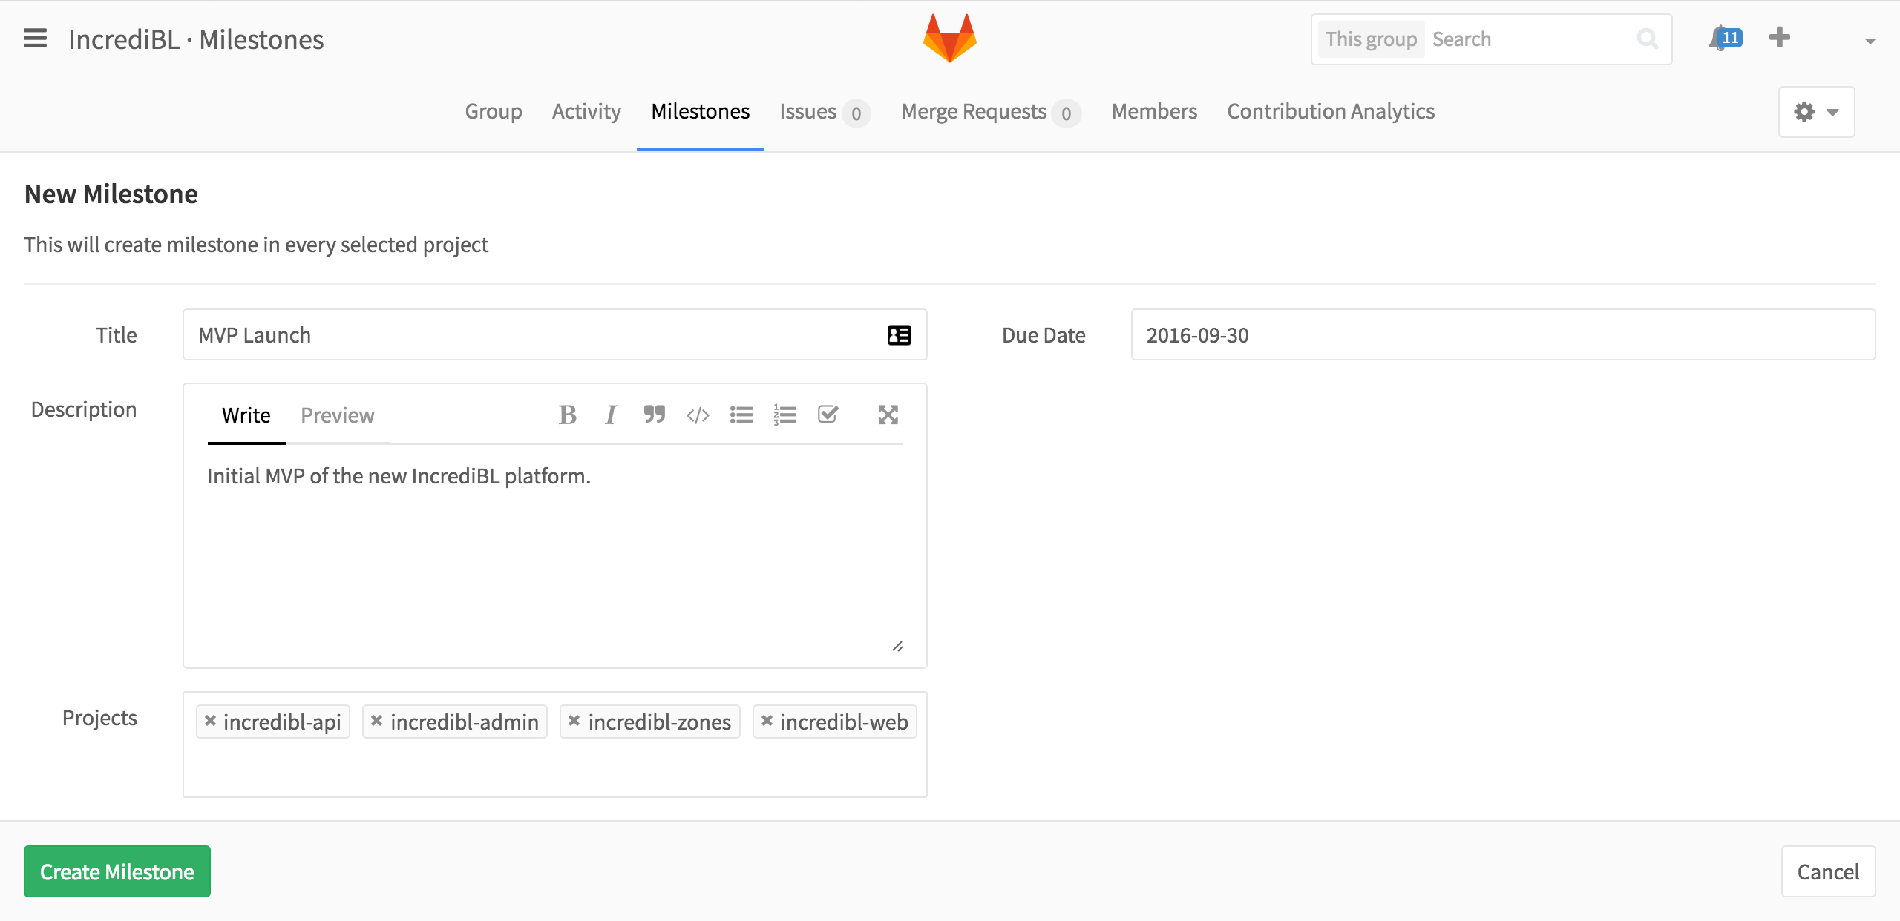 IncrediBL · Milestones
This group Search
11
Group Activity Milestones Issues 0 Merge Requests 0 Members Contribution Analytics
New Milestone
This will create milestone in every selected project
Title MVP Launch Due Date 2016-09-30
Description Write Preview
Initial MVP of the new IncrediBL platform.
Projects incredibl-api incredibl-admin incredibl-zones incredibl-web
Create Milestone Cancel